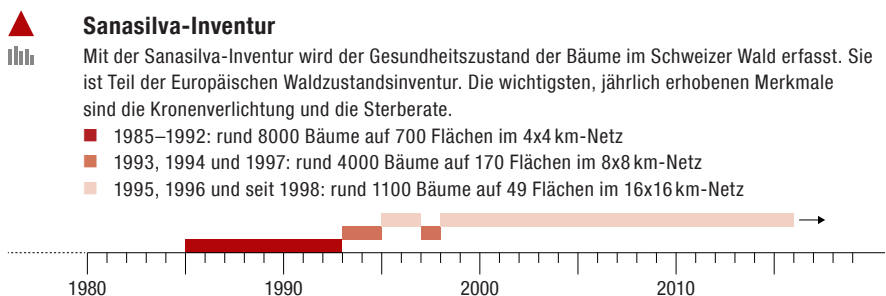 Sanasilva-Inventur
Mit der Sanasilva-Inventur wird der Gesundheitszustand der Bäume im Schweizer Wald erfasst. Sie
ist Teil der Europäischen Waldzustandsinventur. Die wichtigsten, jährlich erhobenen Merkmale
sind die Kronenverlichtung und die Sterberate.
1985–1992: rund 8000 Bäume auf 700 Flächen im 4x4 km-Netz
1993, 1994 und 1997: rund 4000 Bäume auf 170 Flächen im 8x8 km-Netz
1995, 1996 und seit 1998: rund 1100 Bäume auf 49 Flächen im 16x16 km-Netz
1980 1990 2000 2010